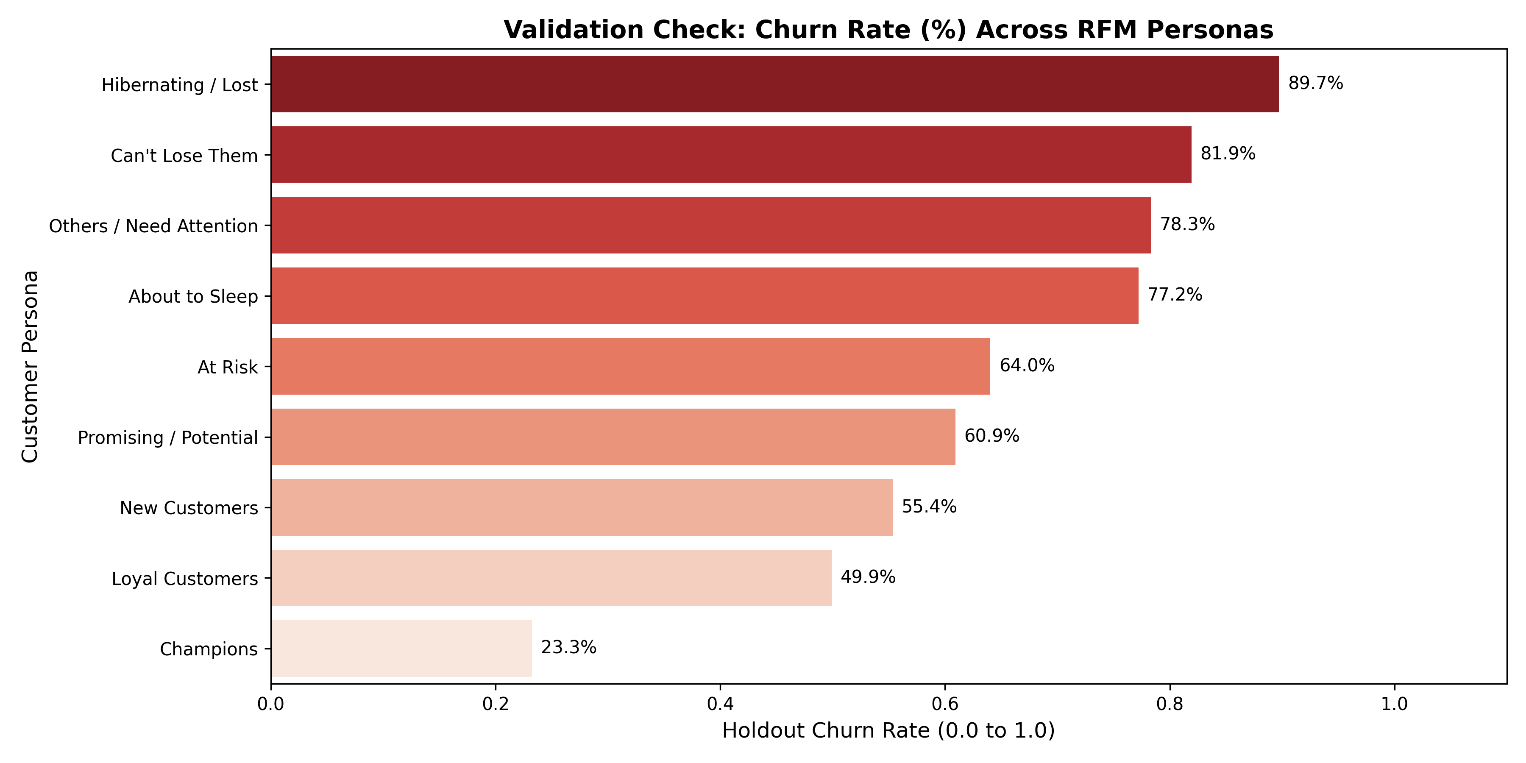 Validation Check: Churn Rate (%) Across RFM Personas
Customer Persona
Hibernating / Lost 89.7%
Can't Lose Them 81.9%
Others / Need Attention 78.3%
About to Sleep 77.2%
At Risk 64.0%
Promising / Potential 60.9%
New Customers 55.4%
Loyal Customers 49.9%
Champions 23.3%
0.0 0.2 0.4 0.6 0.8 1.0
Holdout Churn Rate (0.0 to 1.0)